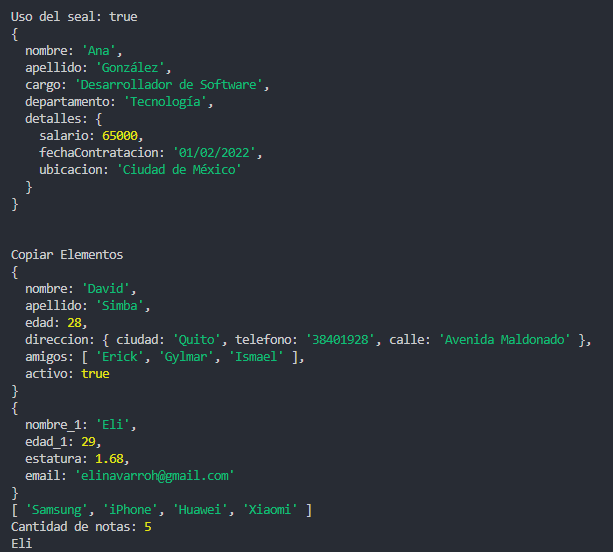 Uso del seal: true
{
  nombre: 'Ana',
  apellido: 'González',
  cargo: 'Desarrollador de Software',
  departamento: 'Tecnología',
  detalles: {
    salario: 65000,
    fechaContratacion: '01/02/2022',
    ubicacion: 'Ciudad de México'
  }
}
Copiar Elementos
{
  nombre: 'David',
  apellido: 'Simba',
  edad: 28,
  direccion: { ciudad: 'Quito', telefono: '38401928', calle: 'Avenida Maldonado' },
  amigos: [ 'Erick', 'Gylmar', 'Ismael' ],
  activo: true
}
{
  nombre_1: 'Eli',
  edad_1: 29,
  estatura: 1.68,
  email: 'elinavarroh@gmail.com'
}
[ 'Samsung', 'iPhone', 'Huawei', 'Xiaomi' ]
Cantidad de notas: 5
Eli